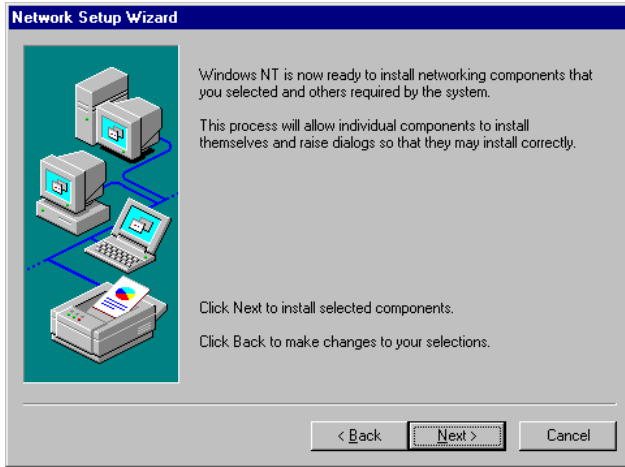 Network Setup Wizard
Windows NT is now ready to install networking components that
you selected and others required by the system.
This process will allow individual components to install
themselves and raise dialogs so that they may install correctly.
Click Next to install selected components.
Click Back to make changes to your selections.
< Back
Next >
Cancel